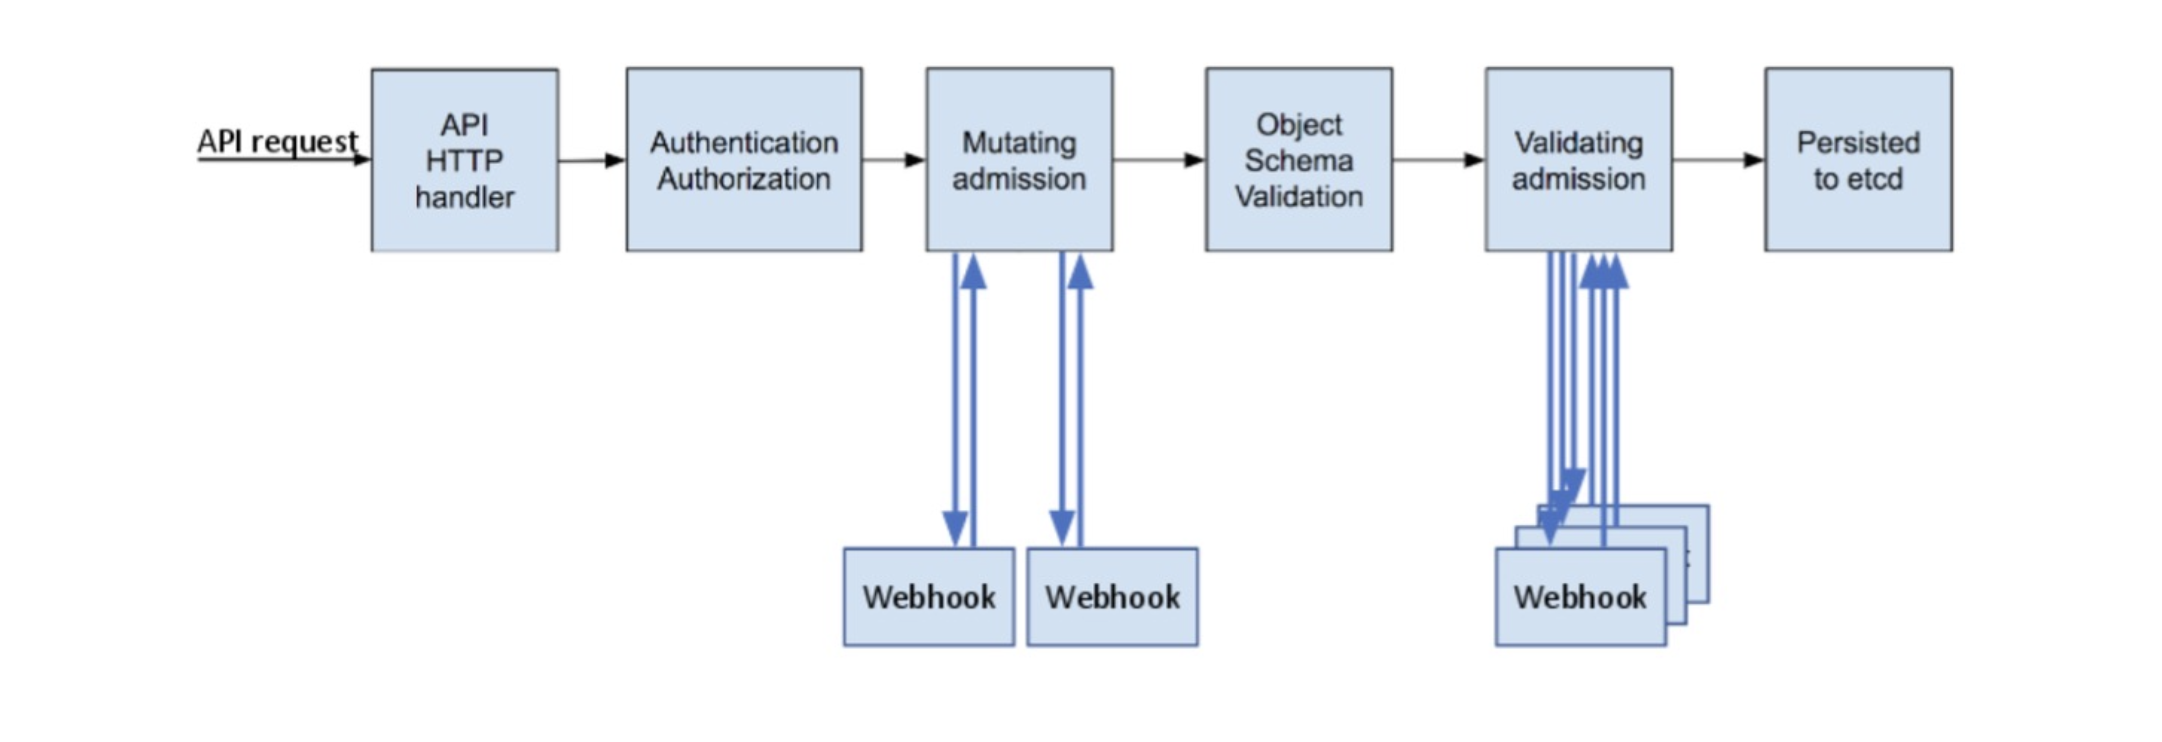 API request
API
HTTP
handler
Authentication
Authorization
Mutating
admission
Object
Schema
Validation
Validating
admission
Persisted
to etcd
Webhook
Webhook
Webhook